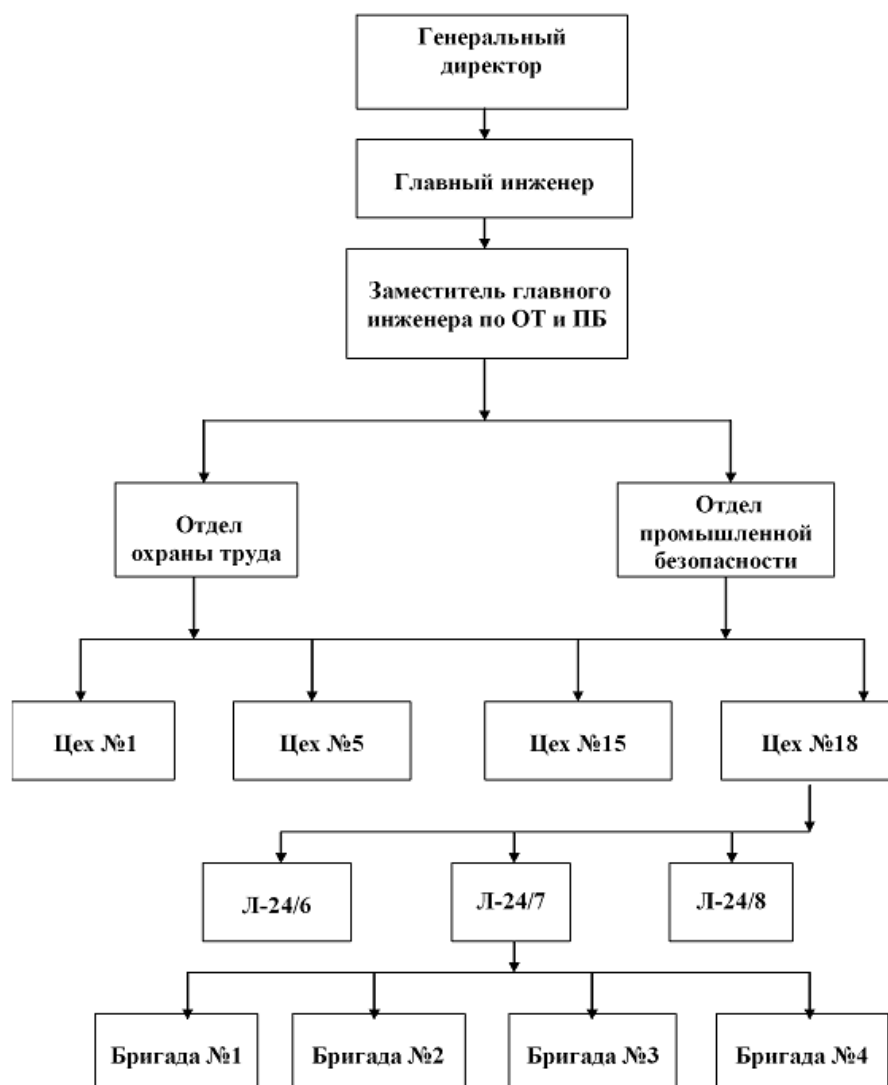 Генеральный
директор
Главный инженер
Заместитель главного
инженера по ОТ и ПБ
Отдел
охраны труда
Отдел
промышленной
безопасности
Цех №1
Цех №5
Цех №15
Цех №18
Л-24/6
Л-24/7
Л-24/8
Бригада №1
Бригада №2
Бригада №3
Бригада №4